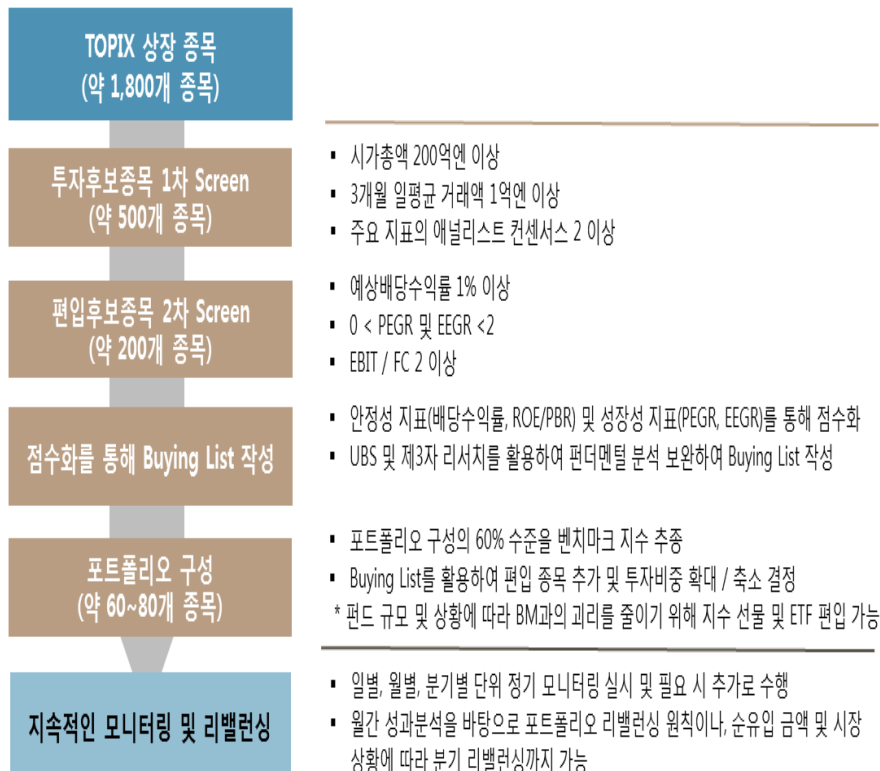 TOPIX 상장 종목
(약 1,800개 종목)
투자후보종목 1차 Screen
(약 500개 종목)
▪ 시가총액 200억엔 이상
▪ 3개월 일평균 거래액 1억엔 이상
▪ 주요 지표의 애널리스트 컨센서스 2 이상
편입후보종목 2차 Screen
(약 200개 종목)
▪ 예상배당수익률 1% 이상
▪ 0 < PEGR 및 EEGR <2
▪ EBIT / FC 2 이상
점수화를 통해 Buying List 작성
▪ 안정성 지표(배당수익률, ROE/PBR) 및 성장성 지표(PEGR, EEGR)를 통해 점수화
▪ UBS 및 제3자 리서치를 활용하여 펀더멘털 분석 보완하여 Buying List 작성
포트폴리오 구성
(약 60~80개 종목)
▪ 포트폴리오 구성의 60% 수준을 벤치마크 지수 추종
▪ Buying List를 활용하여 편입 종목 추가 및 투자비중 확대 / 축소 결정
* 펀드 규모 및 상황에 따라 BM과의 괴리를 줄이기 위해 지수 선물 및 ETF 편입 가능
지속적인 모니터링 및 리밸런싱
▪ 일별, 월별, 분기별 단위 정기 모니터링 실시 및 필요 시 추가로 수행
▪ 월간 성과분석을 바탕으로 포트폴리오 리밸런싱 원칙이나, 순유입 금액 및 시장
상황에 따라 분기 리밸런싱까지 가능